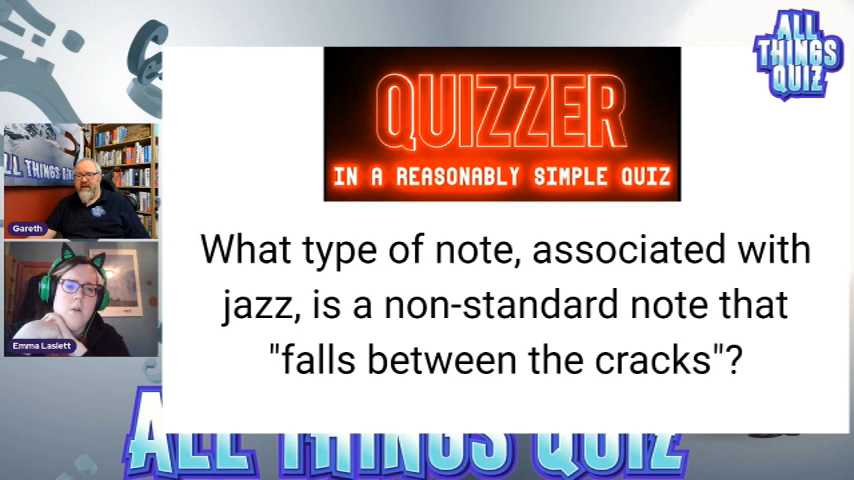 ALL
THINGS
QUIZ
QUIZZER
IN A REASONABLY SIMPLE QUIZ
Gareth
Emma Laslett
What type of note, associated with
jazz, is a non-standard note that
"falls between the cracks"?
ALL THINGS QUIZ